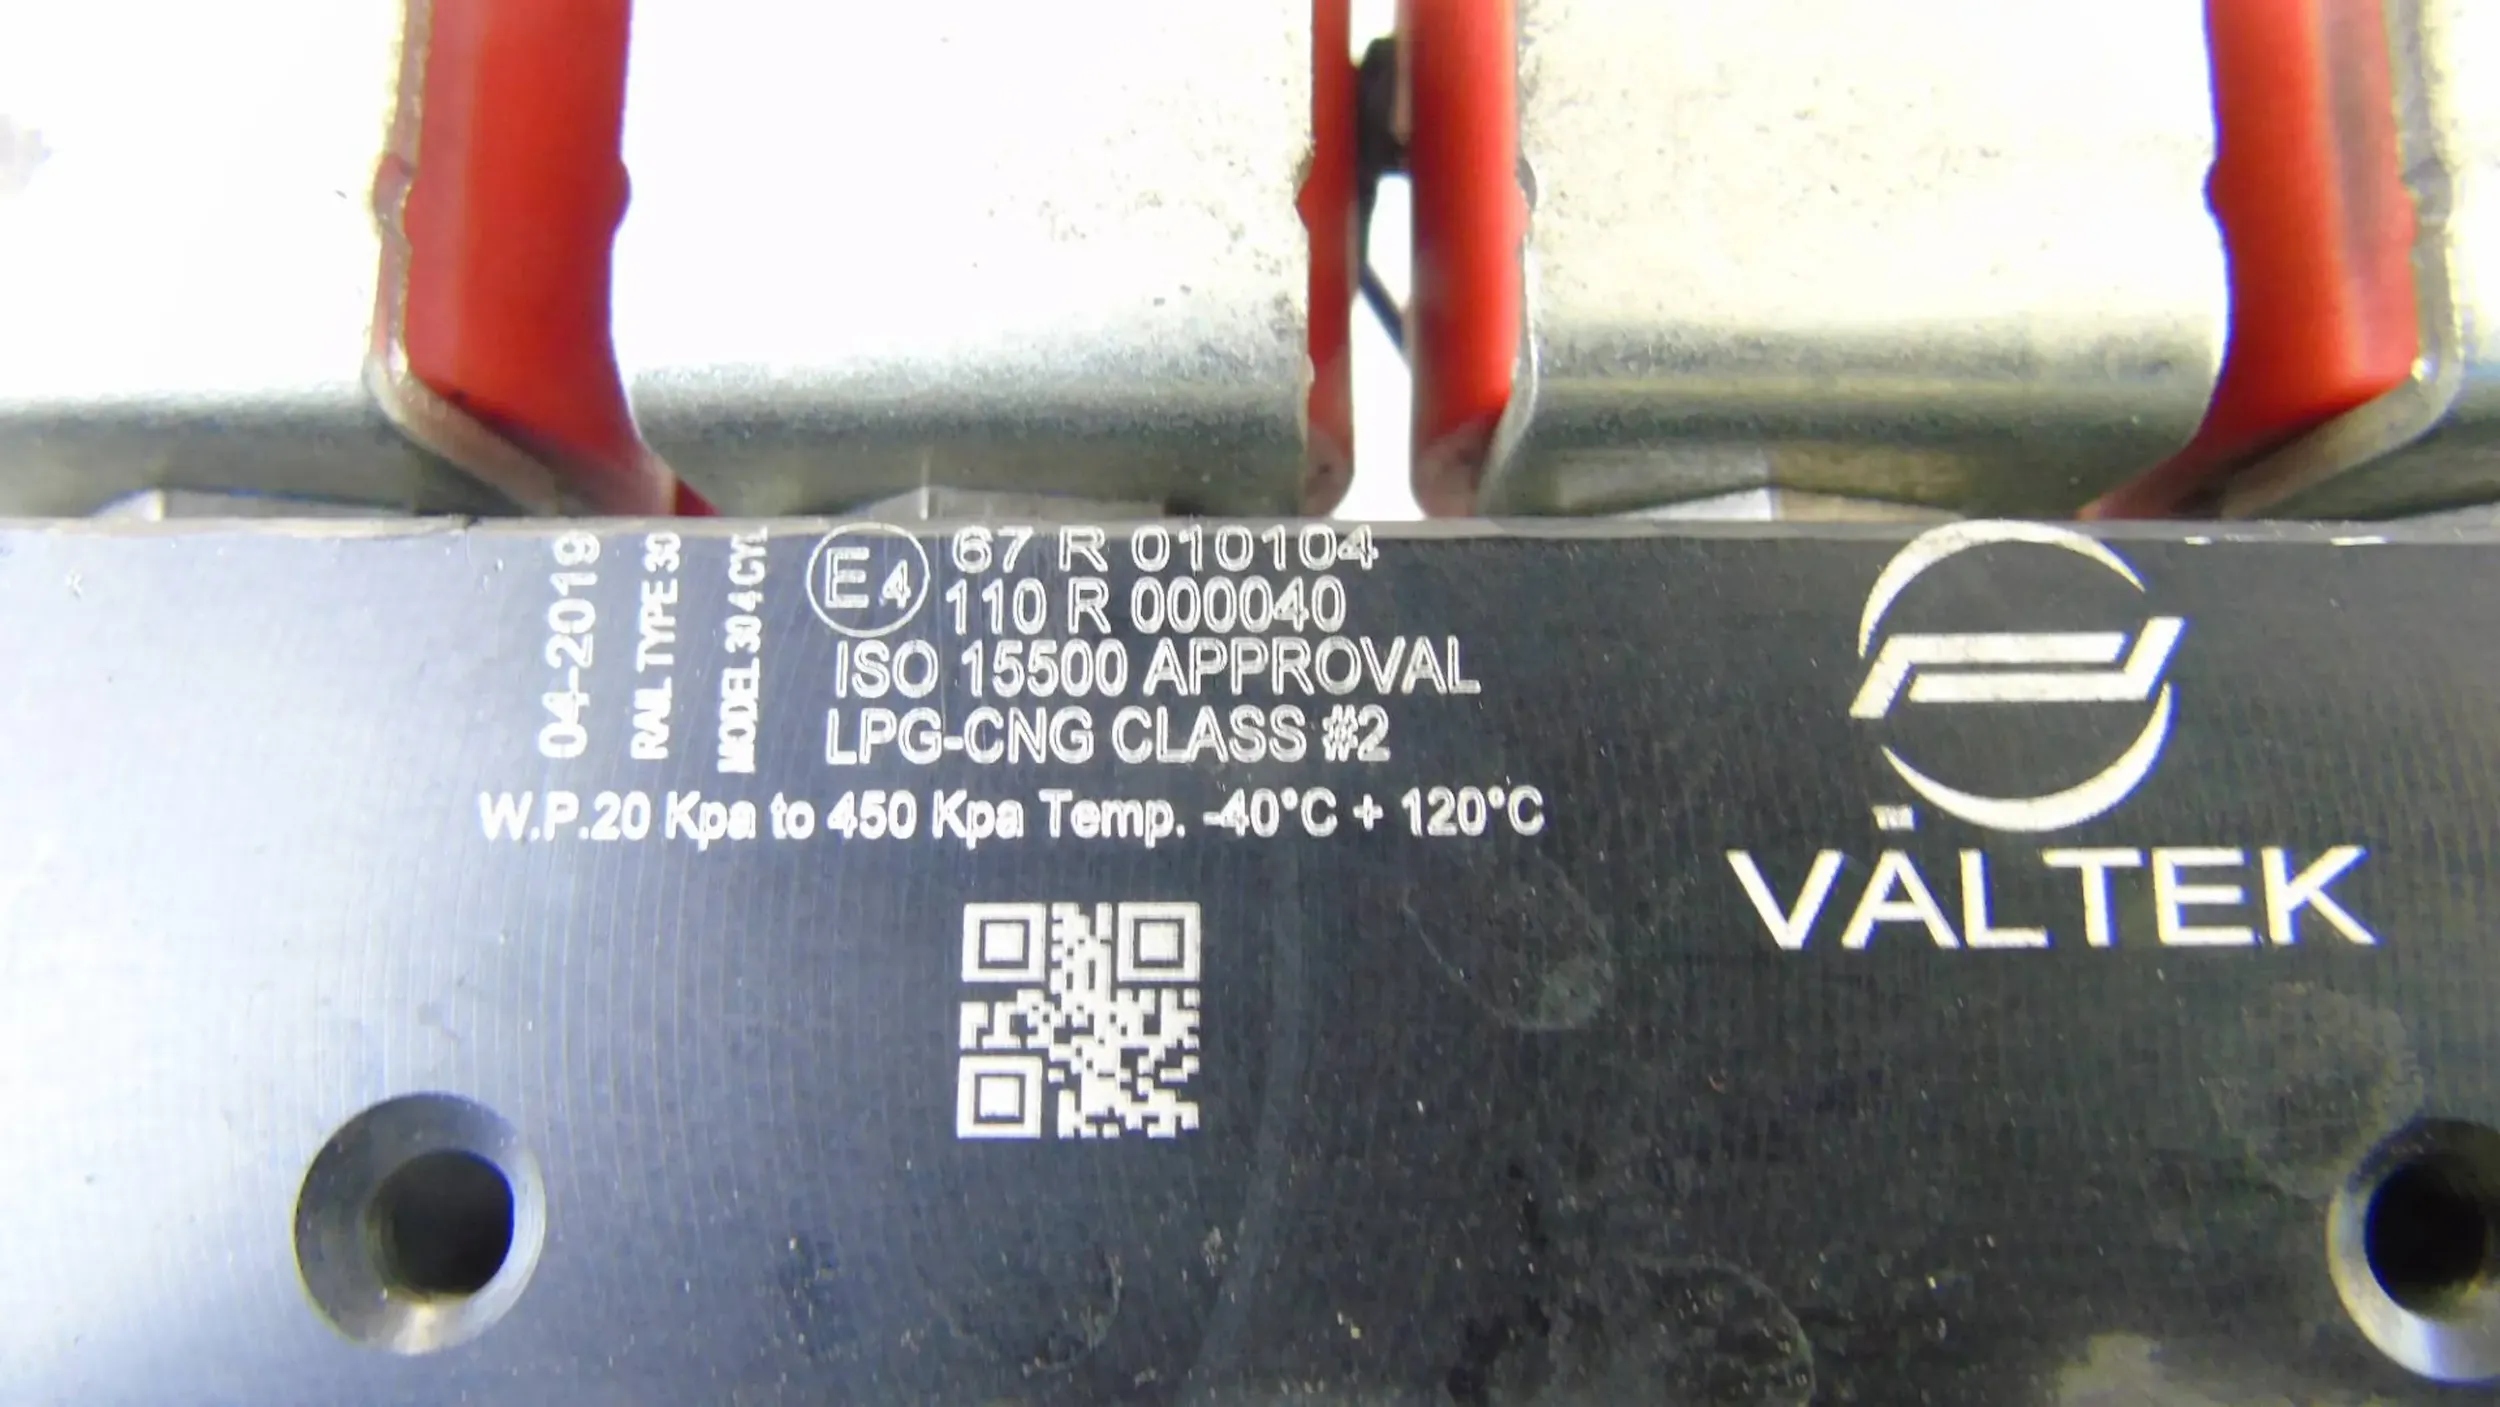 04-2019
RAIL TYPE 30
MODEL 30 4 CYL
E4
67 R 010104
110 R 000040
ISO 15500 APPROVAL
LPG-CNG CLASS #2
W.P.20 Kpa to 450 Kpa Temp. -40°C + 120°C
VALTEK